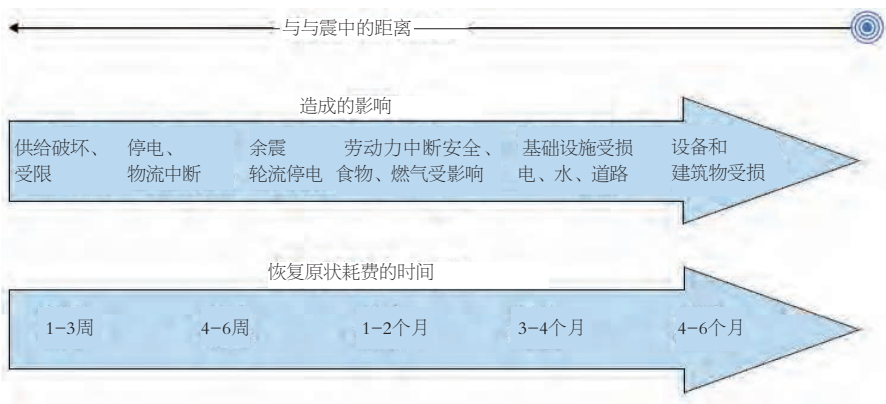 与与震中的距离
造成的影响
供给破坏、 停电、 余震 劳动力中断安全、 基础设施受损 设备和
受限 物流中断 轮流停电 食物、燃气受影响 电、水、道路 建筑物受损
恢复原状耗费的时间
1-3周 4-6周 1-2个月 3-4个月 4-6个月